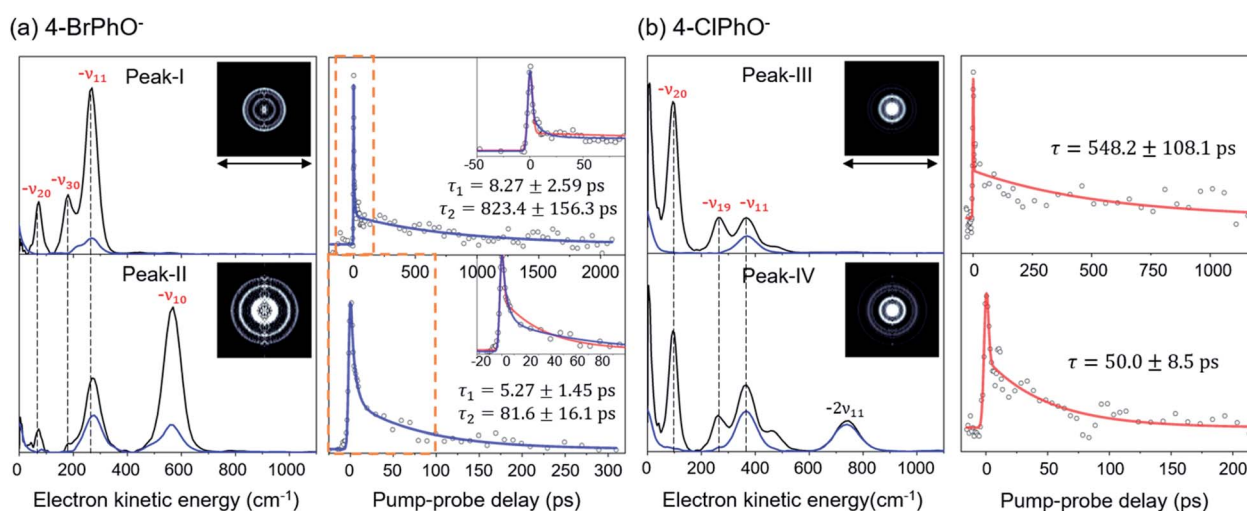 (a) 4-BrPhO⁻
(b) 4-ClPhO⁻
Peak-I
-ν₁₁
-ν₂₀
-ν₃₀
Peak-II
-ν₁₀
0 200 400 600 800 1000
Electron kinetic energy (cm⁻¹)
-50 0 50
τ₁ = 8.27 ± 2.59 ps
τ₂ = 823.4 ± 156.3 ps
0 500 1000 1500 2000
-20 0 20 40 60 80
τ₁ = 5.27 ± 1.45 ps
τ₂ = 81.6 ± 16.1 ps
0 50 100 150 200 250 300
Pump-probe delay (ps)
Peak-III
-ν₂₀
-ν₁₉ -ν₁₁
Peak-IV
-2ν₁₁
0 200 400 600 800 1000
Electron kinetic energy(cm⁻¹)
τ = 548.2 ± 108.1 ps
0 250 500 750 1000
τ = 50.0 ± 8.5 ps
0 50 100 150 200
Pump-probe delay (ps)